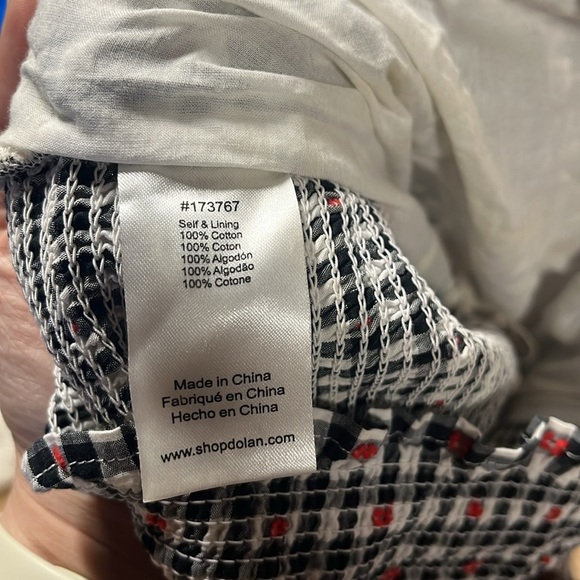 #173767
Self & Lining
100% Cotton
100% Coton
100% Algodón
100% Algodão
100% Cotone
Made in China
Fabriqué en China
Hecho en China
www.shopdolan.com